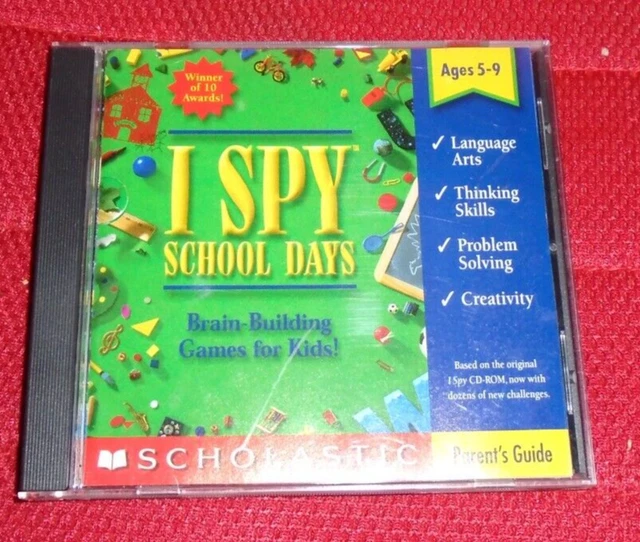 Winner
of 10
Awards!
I SPY™
SCHOOL DAYS
Brain-Building
Games for Kids!
SCHOLASTIC
Ages 5-9
✓ Language
Arts
✓ Thinking
Skills
✓ Problem
Solving
✓ Creativity
Based on the original
I Spy CD-ROM, now with
dozens of new challenges.
Parent's Guide